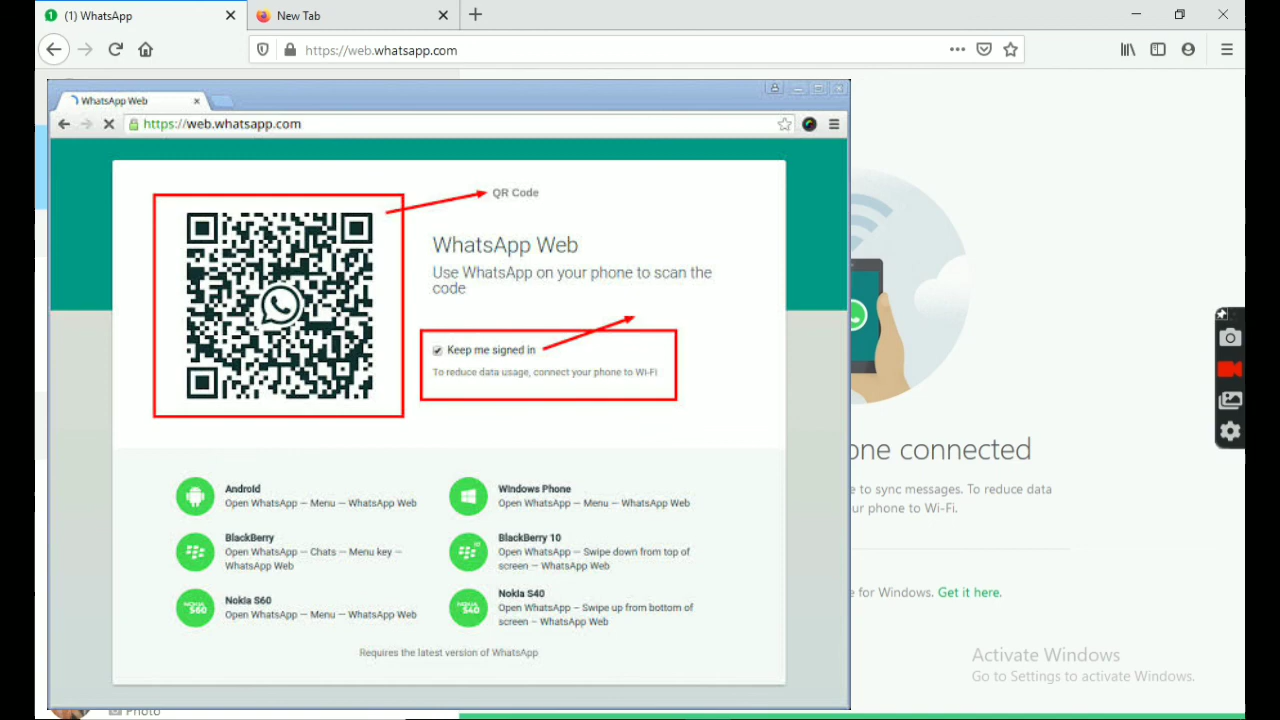 (1) WhatsApp
New Tab
https://web.whatsapp.com
WhatsApp Web
https://web.whatsapp.com
QR Code
WhatsApp Web
Use WhatsApp on your phone to scan the
code
Keep me signed in
To reduce data usage, connect your phone to Wi-Fi
Android
Open WhatsApp – Menu – WhatsApp Web
Windows Phone
Open WhatsApp – Menu – WhatsApp Web
BlackBerry
Open WhatsApp – Chats – Menu key –
WhatsApp Web
BlackBerry 10
Open WhatsApp – Swipe down from top of
screen – WhatsApp Web
NOKIA
S60
Nokia S60
Open WhatsApp – Menu – WhatsApp Web
NOKIA
S40
Nokia S40
Open WhatsApp – Swipe up from bottom of
screen – WhatsApp Web
Requires the latest version of WhatsApp
one connected
e to sync messages. To reduce data
ur phone to Wi-Fi.
e for Windows. Get it here.
Activate Windows
Go to Settings to activate Windows.
Photo